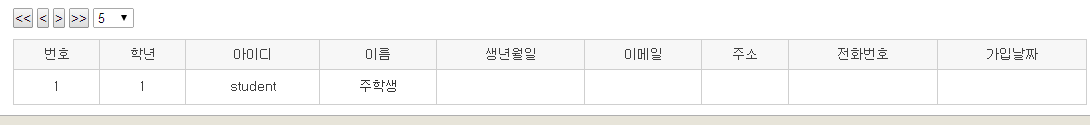 << < > >> 5
번호 학년 아이디 이름 생년월일 이메일 주소 전화번호 가입날짜
1 1 student 주학생